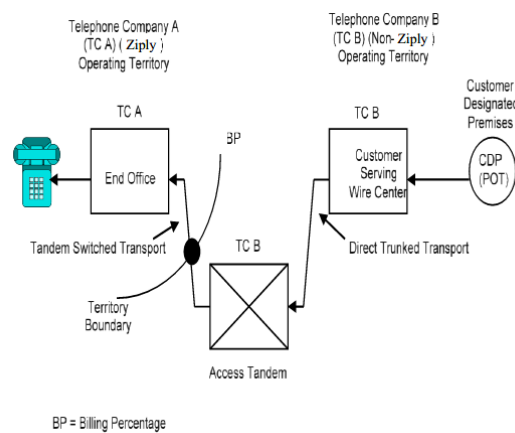 Telephone Company A
(TC A) ( Ziply )
Operating Territory
Telephone Company B
(TC B) (Non- Ziply )
Operating Territory
Customer
Designated
Premises
TC A
BP
TC B
End Office
Customer
Serving
Wire Center
CDP
(POT)
Tandem Switched
Transport
TC B
Direct Trunked Transport
Territory
Boundary
Access Tandem
BP = Billing Percentage